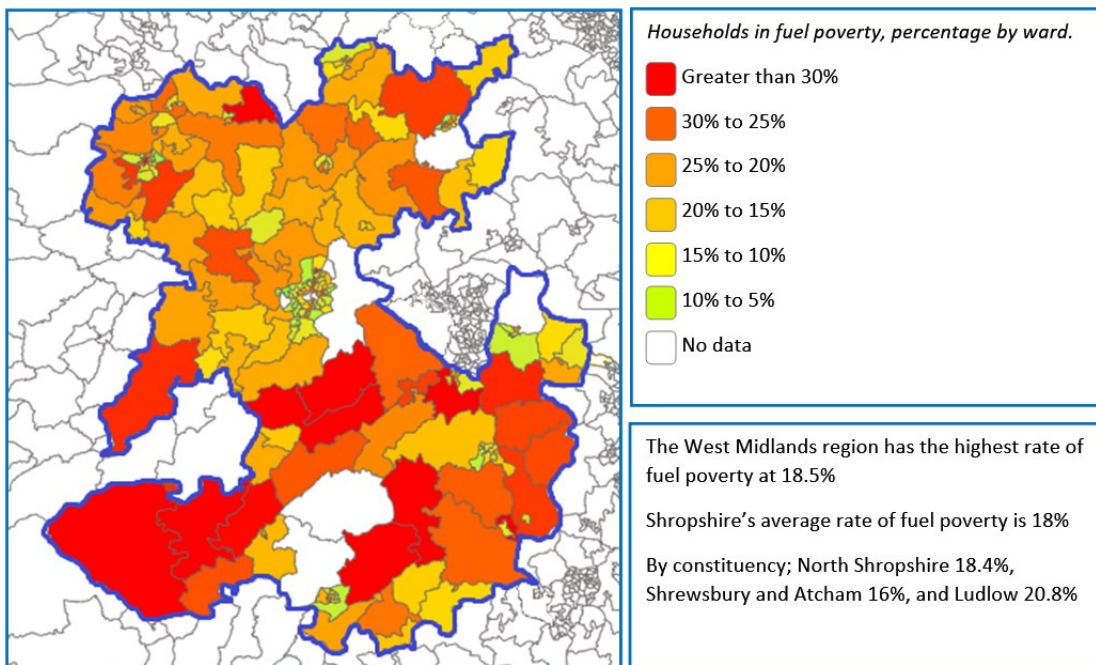 Households in fuel poverty, percentage by ward.
Greater than 30%
30% to 25%
25% to 20%
20% to 15%
15% to 10%
10% to 5%
No data
The West Midlands region has the highest rate of
fuel poverty at 18.5%
Shropshire’s average rate of fuel poverty is 18%
By constituency; North Shropshire 18.4%,
Shrewsbury and Atcham 16%, and Ludlow 20.8%